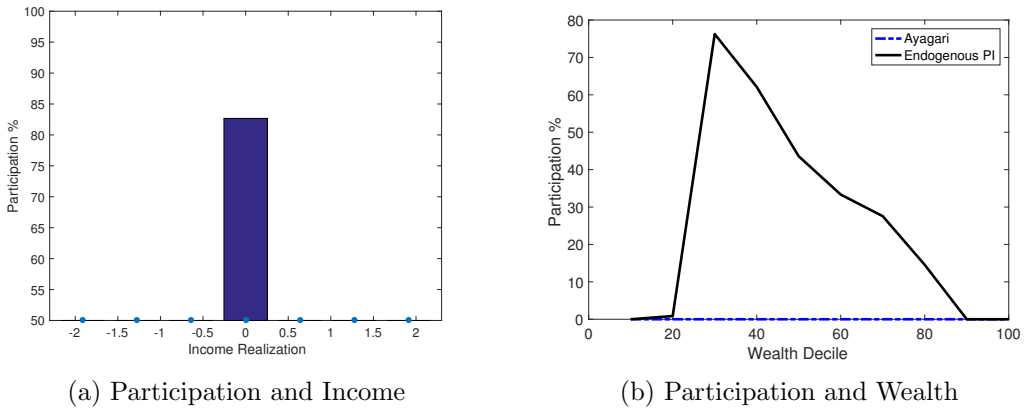 100
95
90
85
80
75
70
65
60
55
50
Participation %
-2 -1.5 -1 -0.5 0 0.5 1 1.5 2
Income Realization
(a) Participation and Income
80
70
60
50
40
30
20
10
0
Participation %
Ayagari
Endogenous PI
0 20 40 60 80 100
Wealth Decile
(b) Participation and Wealth